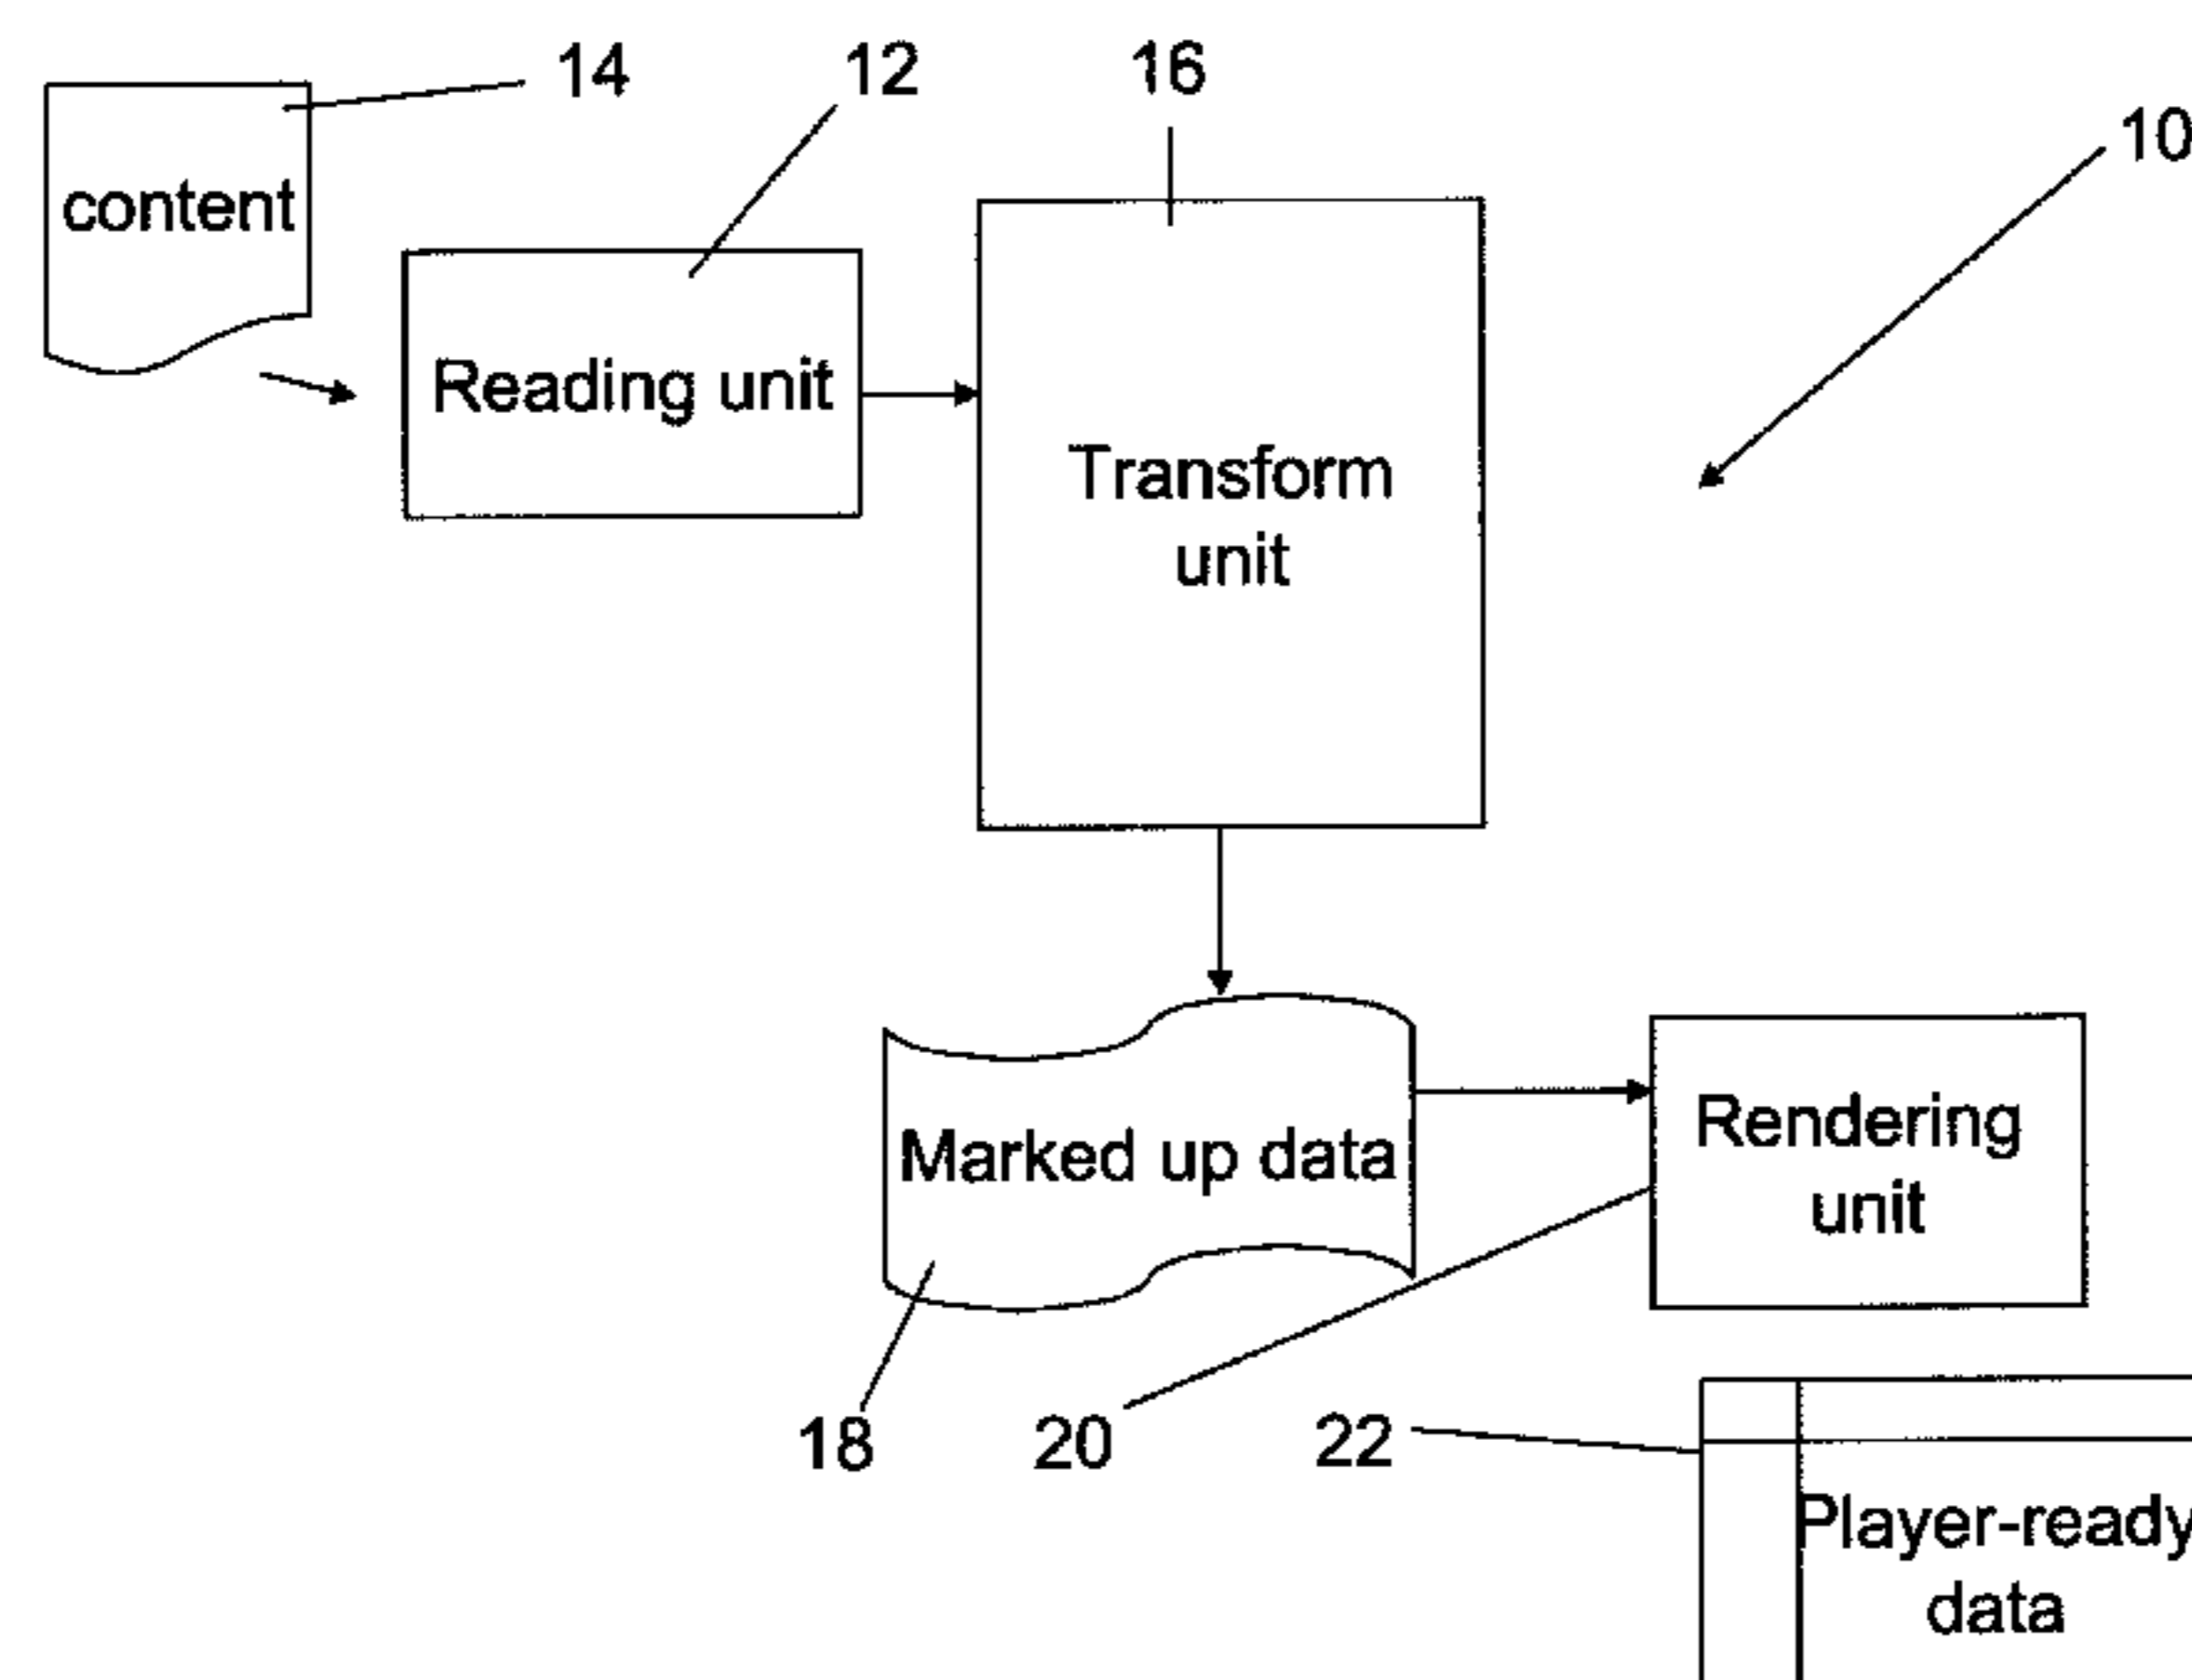 14
12
16
10
content
Reading unit
Transform
unit
Marked up data
Rendering
unit
18
20
22
Player-ready
data